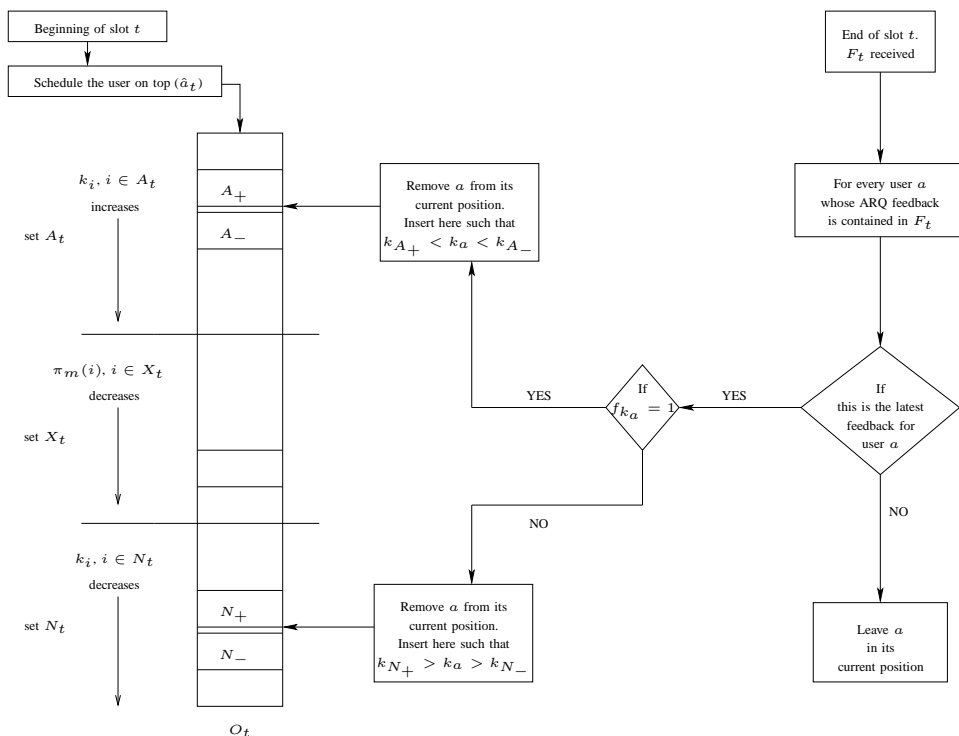 Beginning of slot t
Schedule the user on top (â_t)
k_i, i ∈ A_t
increases
set A_t
π_m(i), i ∈ X_t
decreases
set X_t
k_i, i ∈ N_t
decreases
set N_t
A_+
A_-
N_+
N_-
O_t
Remove a from its
current position.
Insert here such that
k_{A_+} < k_a < k_{A_-}
YES
If
f_{k_a} = 1
YES
NO
Remove a from its
current position.
Insert here such that
k_{N_+} > k_a > k_{N_-}
End of slot t.
F_t received
For every user a
whose ARQ feedback
is contained in F_t
If
this is the latest
feedback for
user a
NO
Leave a
in its
current position